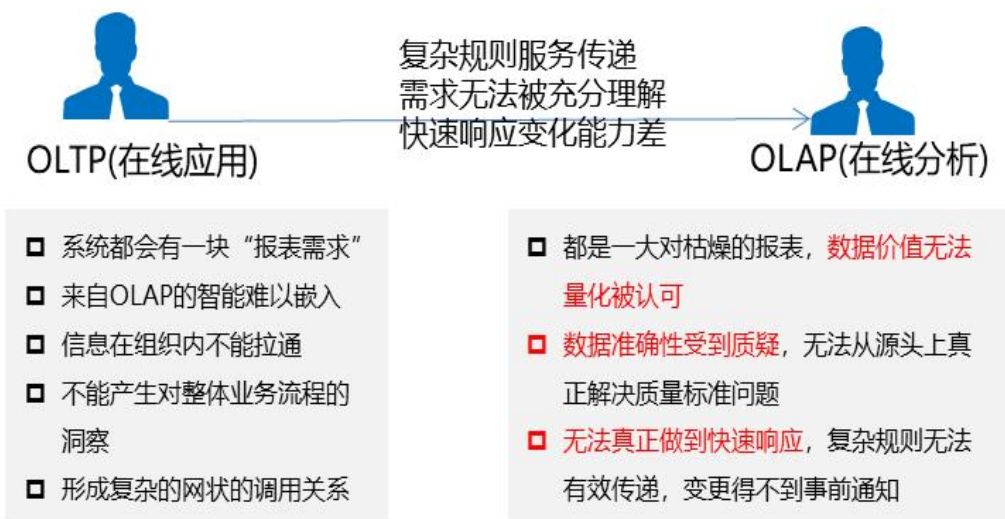 复杂规则服务传递
需求无法被充分理解
快速响应变化能力差
OLTP(在线应用)
OLAP(在线分析)
系统都会有一块“报表需求”
来自OLAP的智能难以嵌入
信息在组织内不能拉通
不能产生对整体业务流程的
洞察
形成复杂的网状的调用关系
都是一大对枯燥的报表，数据价值无法
量化被认可
数据准确性受到质疑，无法从源头上真
正解决质量标准问题
无法真正做到快速响应，复杂规则无法
有效传递，变更得不到事前通知